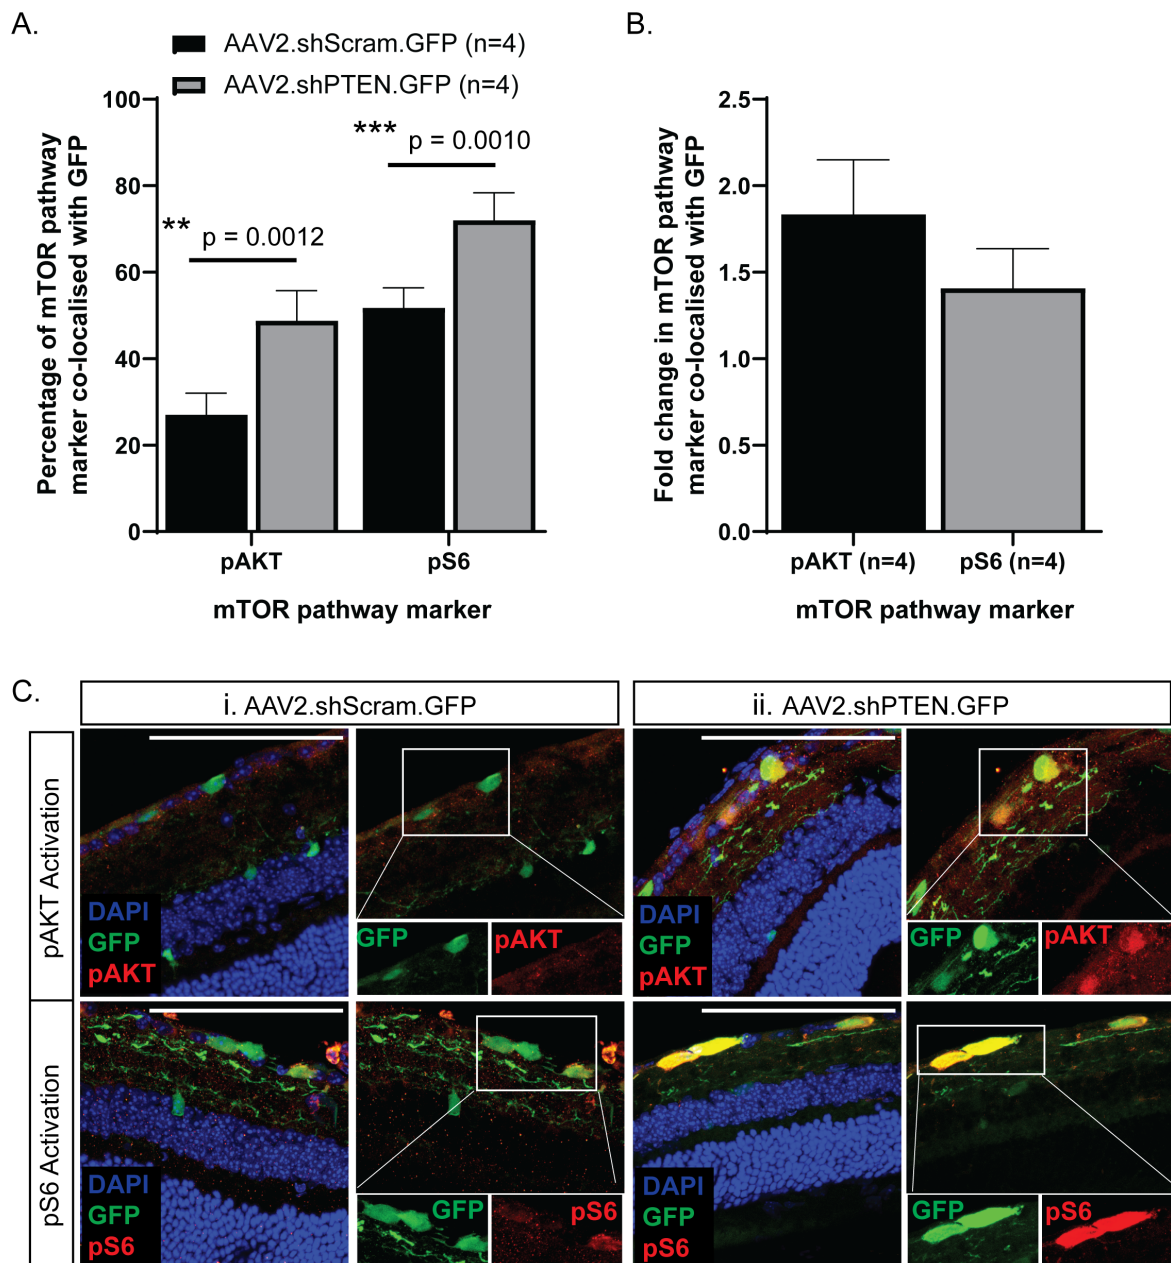 A.
AAV2.shScram.GFP (n=4)
AAV2.shPTEN.GFP (n=4)
Percentage of mTOR pathway
marker co-localised with GFP
100
80
60
40
20
0
** p = 0.0012
*** p = 0.0010
pAKT pS6
mTOR pathway marker
B.
Fold change in mTOR pathway
marker co-localised with GFP
2.5
2.0
1.5
1.0
0.5
0.0
pAKT (n=4) pS6 (n=4)
mTOR pathway marker
C.
i. AAV2.shScram.GFP
ii. AAV2.shPTEN.GFP
pAKT Activation
DAPI
GFP
pAKT
GFP
pAKT
DAPI
GFP
pAKT
GFP
pAKT
pS6 Activation
DAPI
GFP
pS6
GFP
pS6
DAPI
GFP
pS6
GFP
pS6